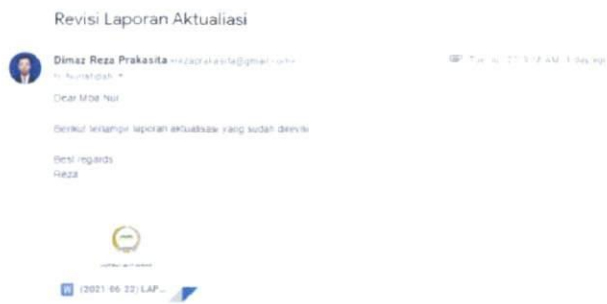 Revisi Laporan Aktualiasi
Dimaz Reza Prakasita
Dear Mba Nur
Berikut terlampir laporan aktualisasi yang sudah direvisi
Best regards
Reza
W (2021 06 22) LAP...